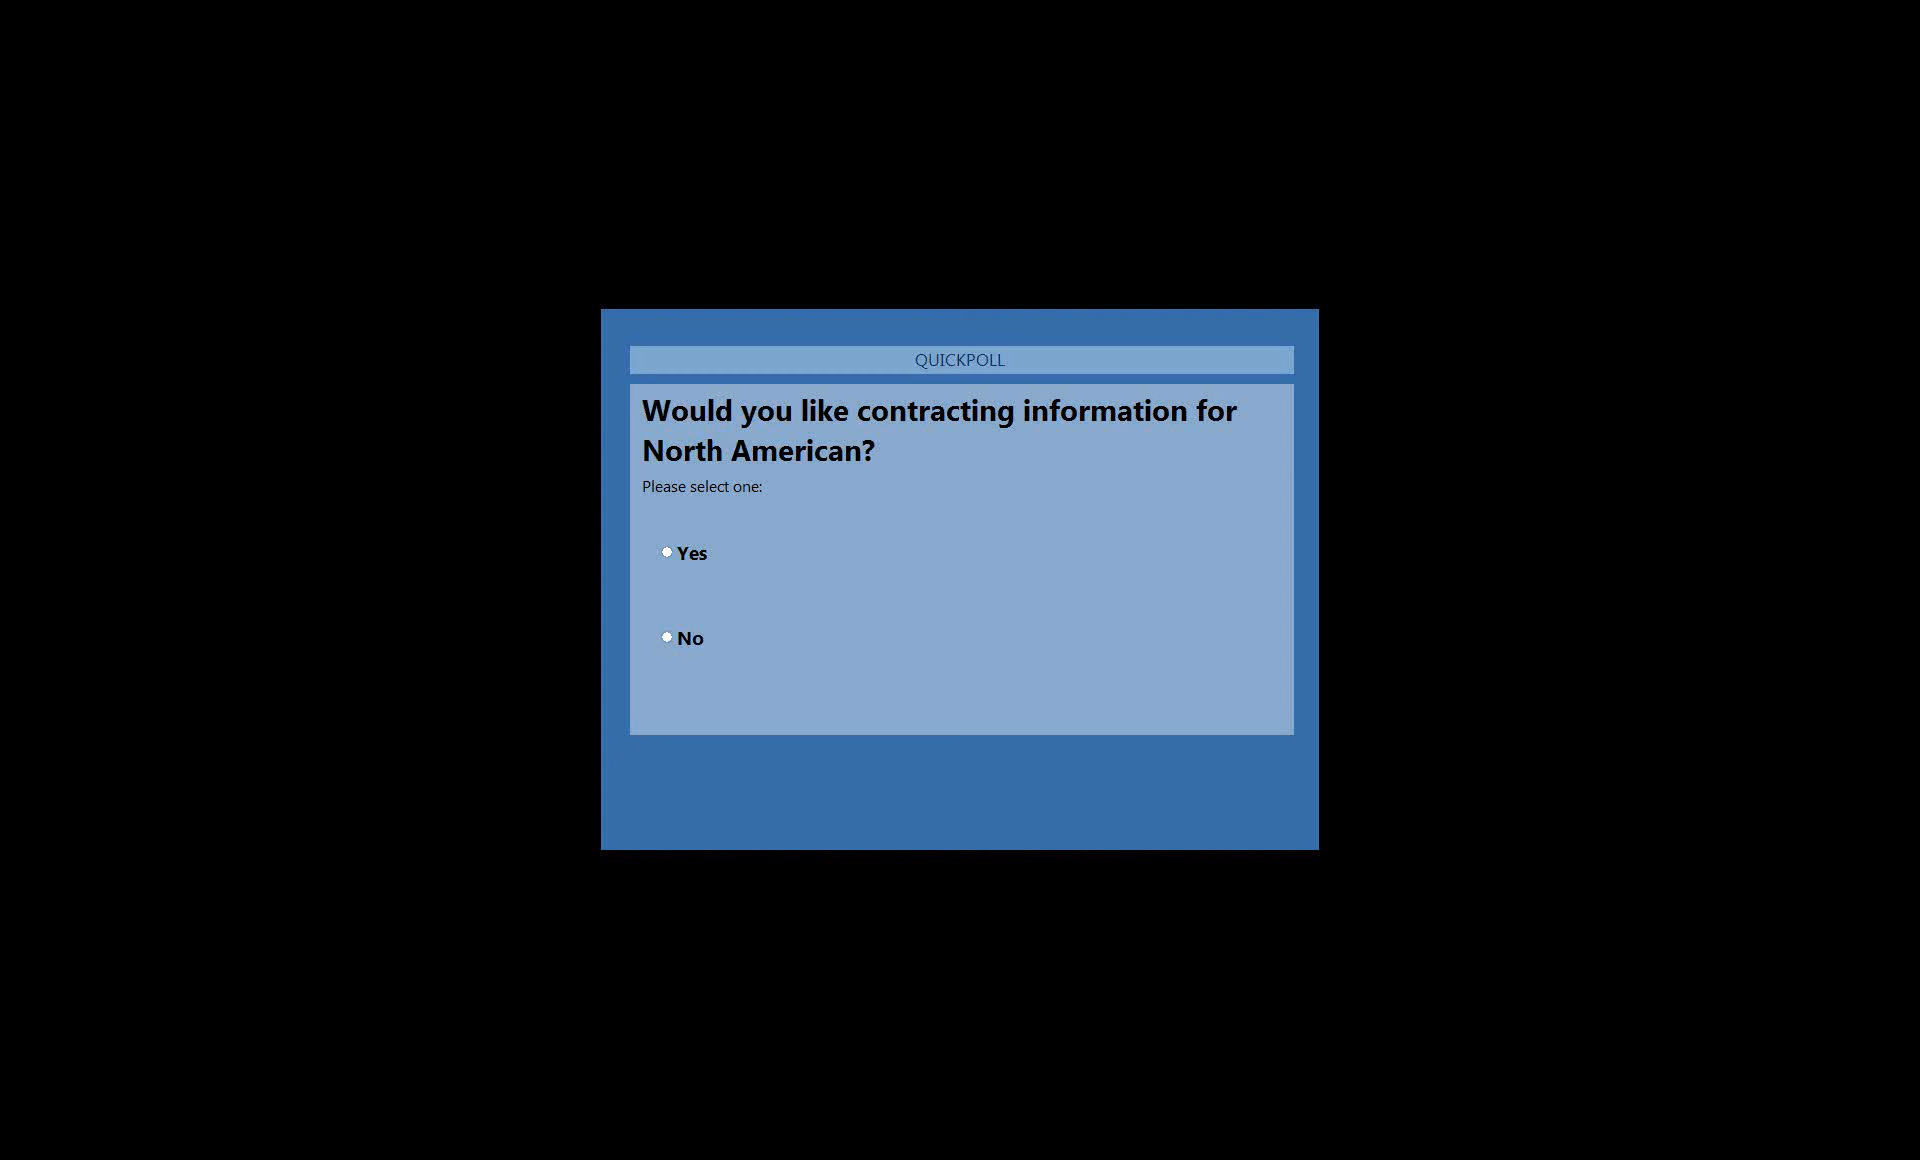 QUICKPOLL
Would you like contracting information for
North American?
Please select one:
Yes
No